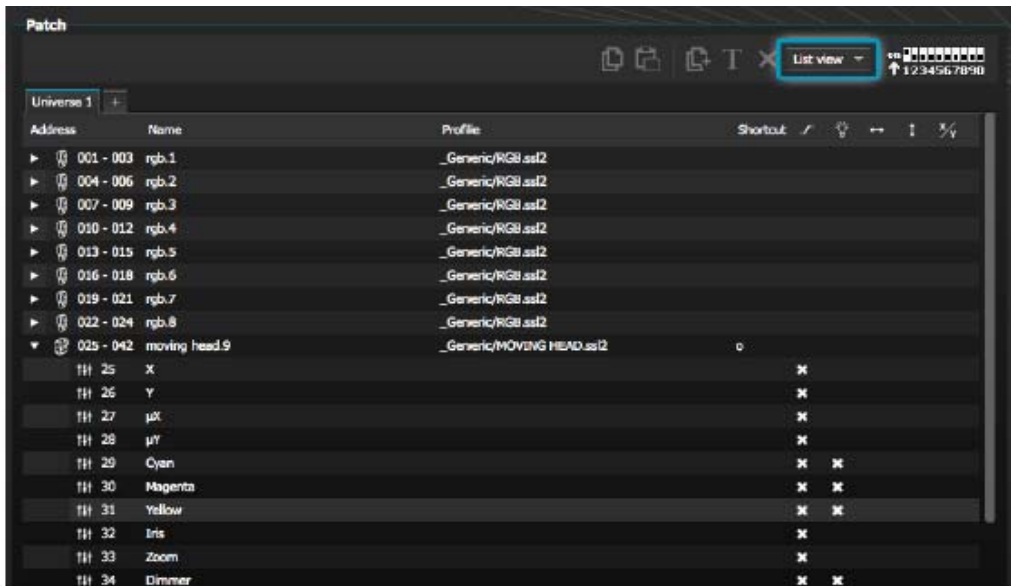 Patch
T List view on
1234567890
Universe 1 +
Address Name Profile Shortcut X/Y
001 - 003 rgb.1 _Generic/RGB.ssl2
004 - 006 rgb.2 _Generic/RGB.ssl2
007 - 009 rgb.3 _Generic/RGB.ssl2
010 - 012 rgb.4 _Generic/RGB.ssl2
013 - 015 rgb.5 _Generic/RGB.ssl2
016 - 018 rgb.6 _Generic/RGB.ssl2
019 - 021 rgb.7 _Generic/RGB.ssl2
022 - 024 rgb.8 _Generic/RGB.ssl2
025 - 042 moving head.9 _Generic/MOVING HEAD.ssl2 o
25 X
26 Y
27 µX
28 µY
29 Cyan
30 Magenta
31 Yellow
32 Iris
33 Zoom
34 Dimmer